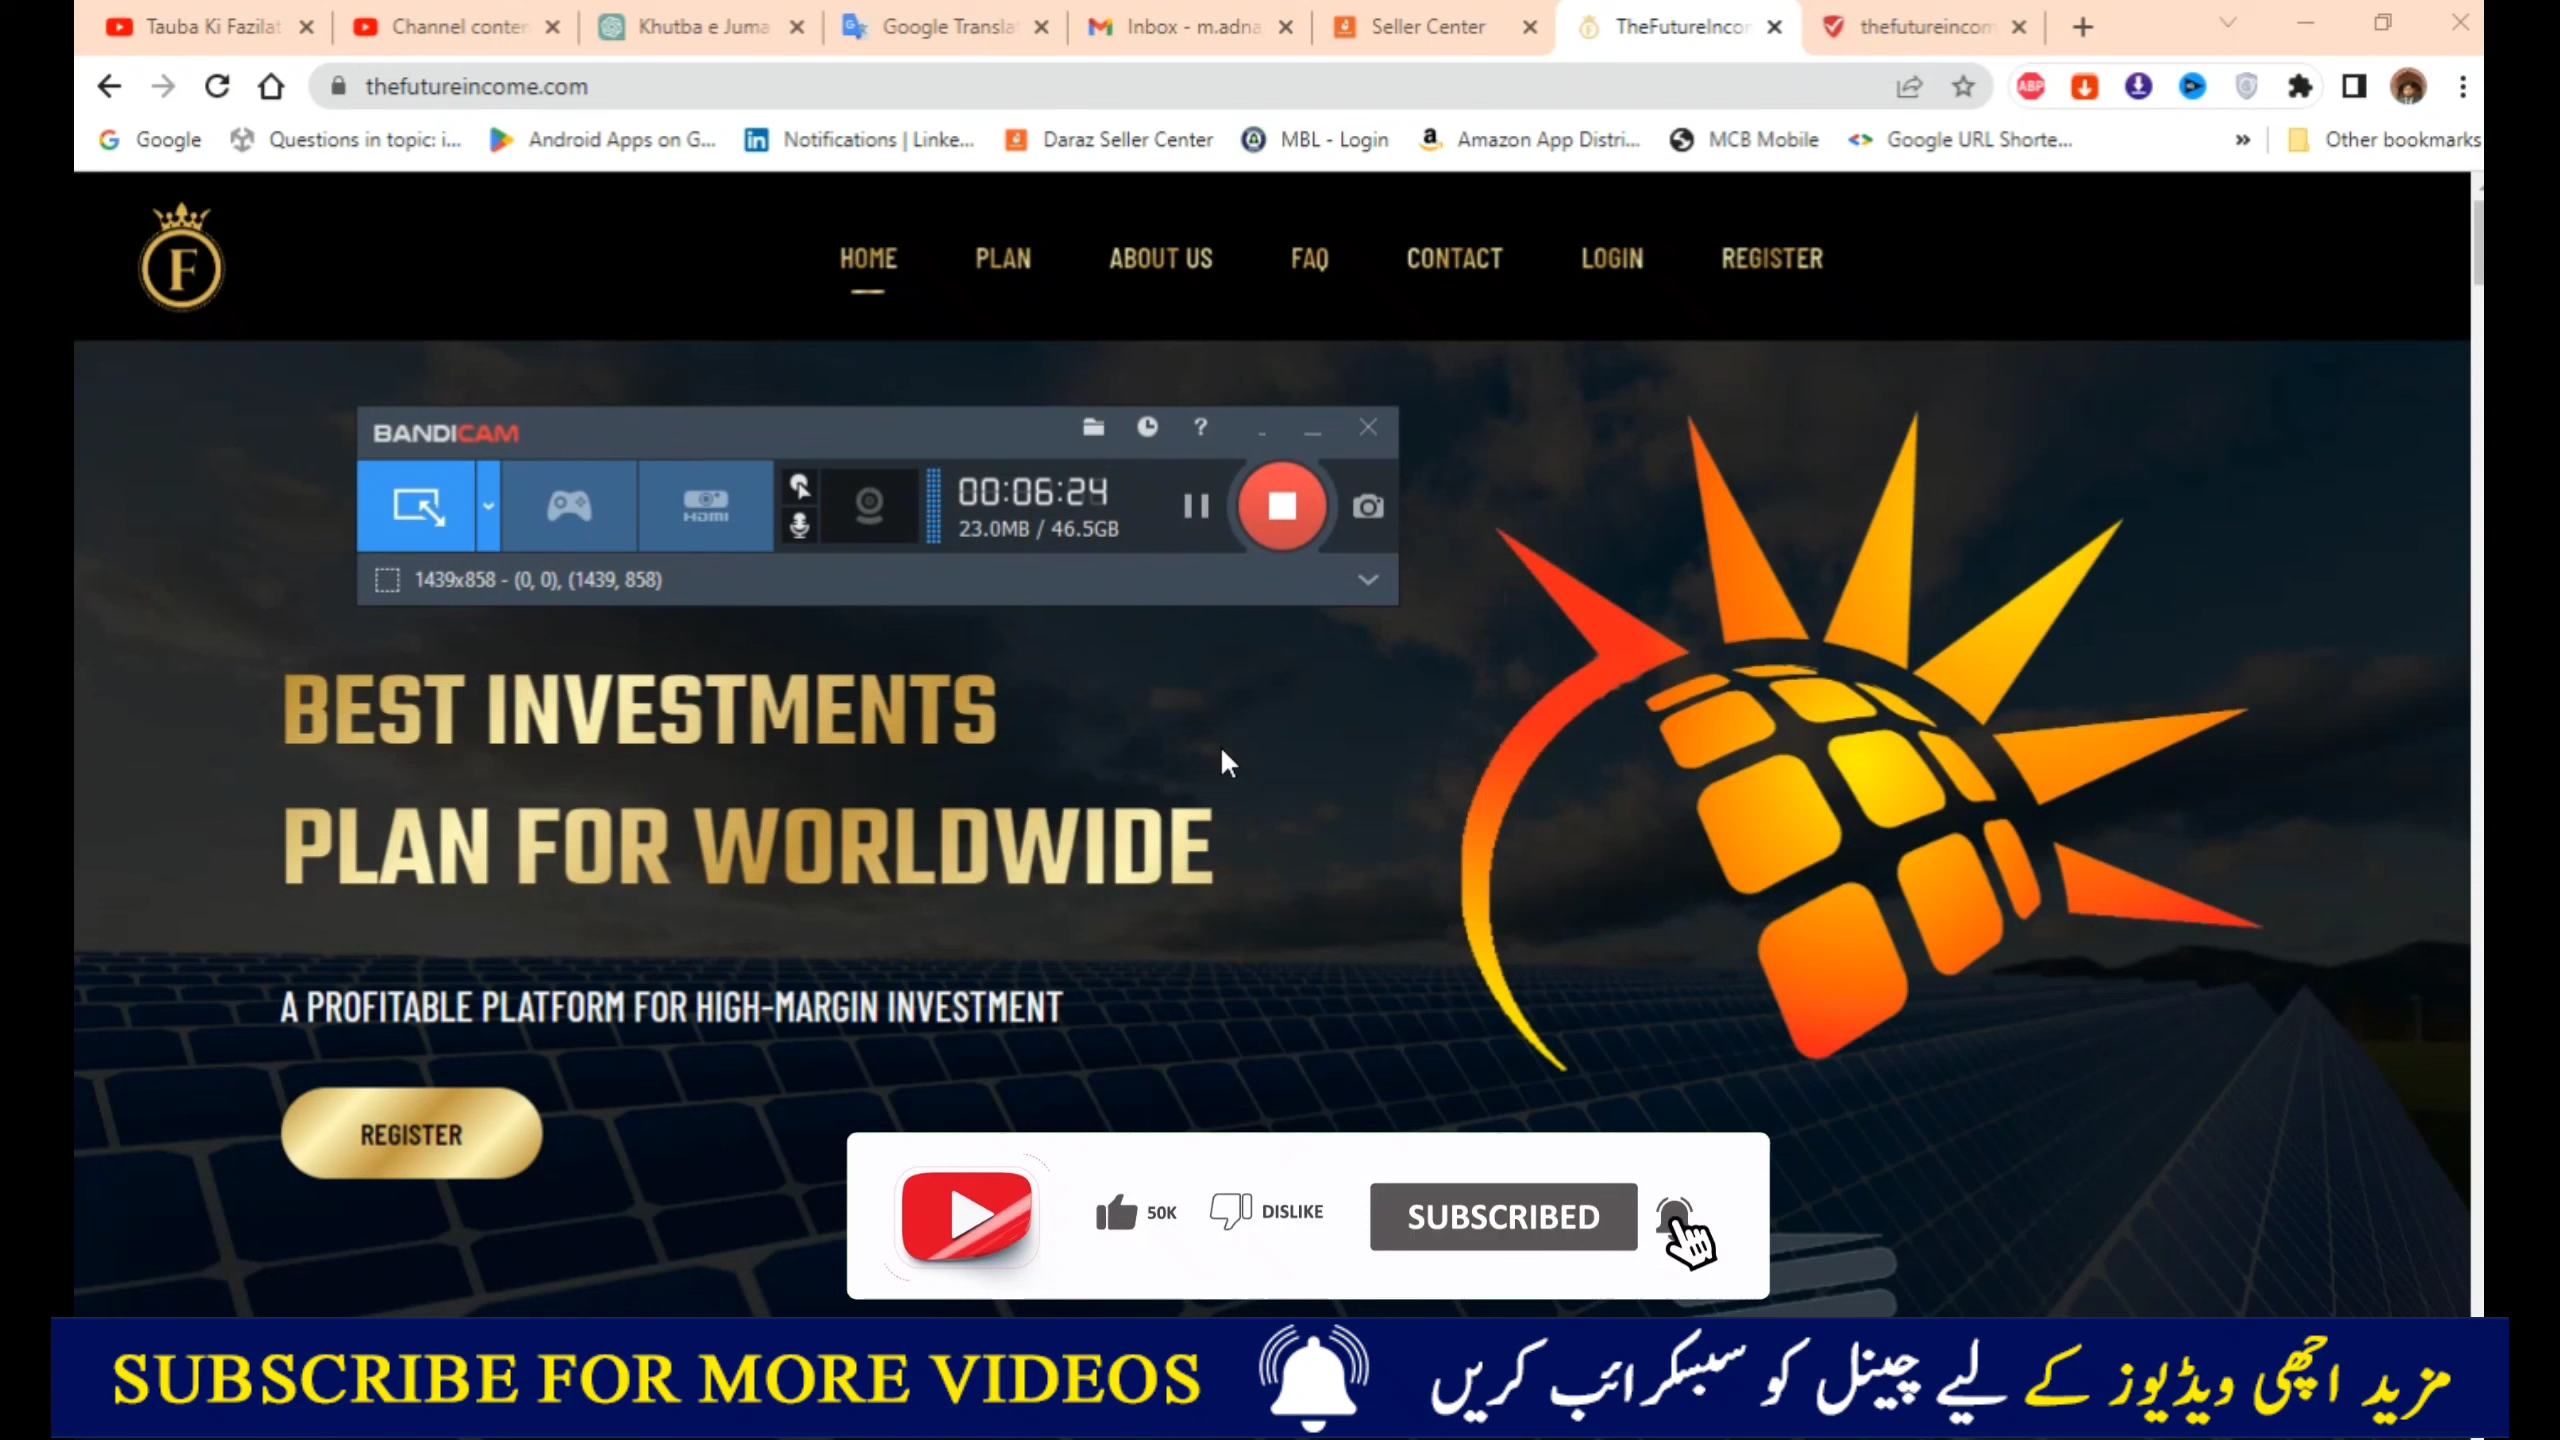 Tauba Ki Fazilat
Channel conten
Khutba e Juma
Google Transla
Inbox - m.adna
Seller Center
TheFutureIncom
thefutureincom
thefutureincome.com
ABP
Google
Questions in topic: i...
Android Apps on G...
Notifications | Linke...
Daraz Seller Center
MBL - Login
Amazon App Distri...
MCB Mobile
Google URL Shorte...
Other bookmarks
F
HOME
PLAN
ABOUT US
FAQ
CONTACT
LOGIN
REGISTER
BANDICAM
HDMI
00:06:24
23.0MB / 46.5GB
1439x858 - (0, 0), (1439, 858)
BEST INVESTMENTS
PLAN FOR WORLDWIDE
A PROFITABLE PLATFORM FOR HIGH-MARGIN INVESTMENT
REGISTER
50K
DISLIKE
SUBSCRIBED
SUBSCRIBE FOR MORE VIDEOS
مزید اچھی ویڈیوز کے لیے چینل کو سبسکرائب کریں